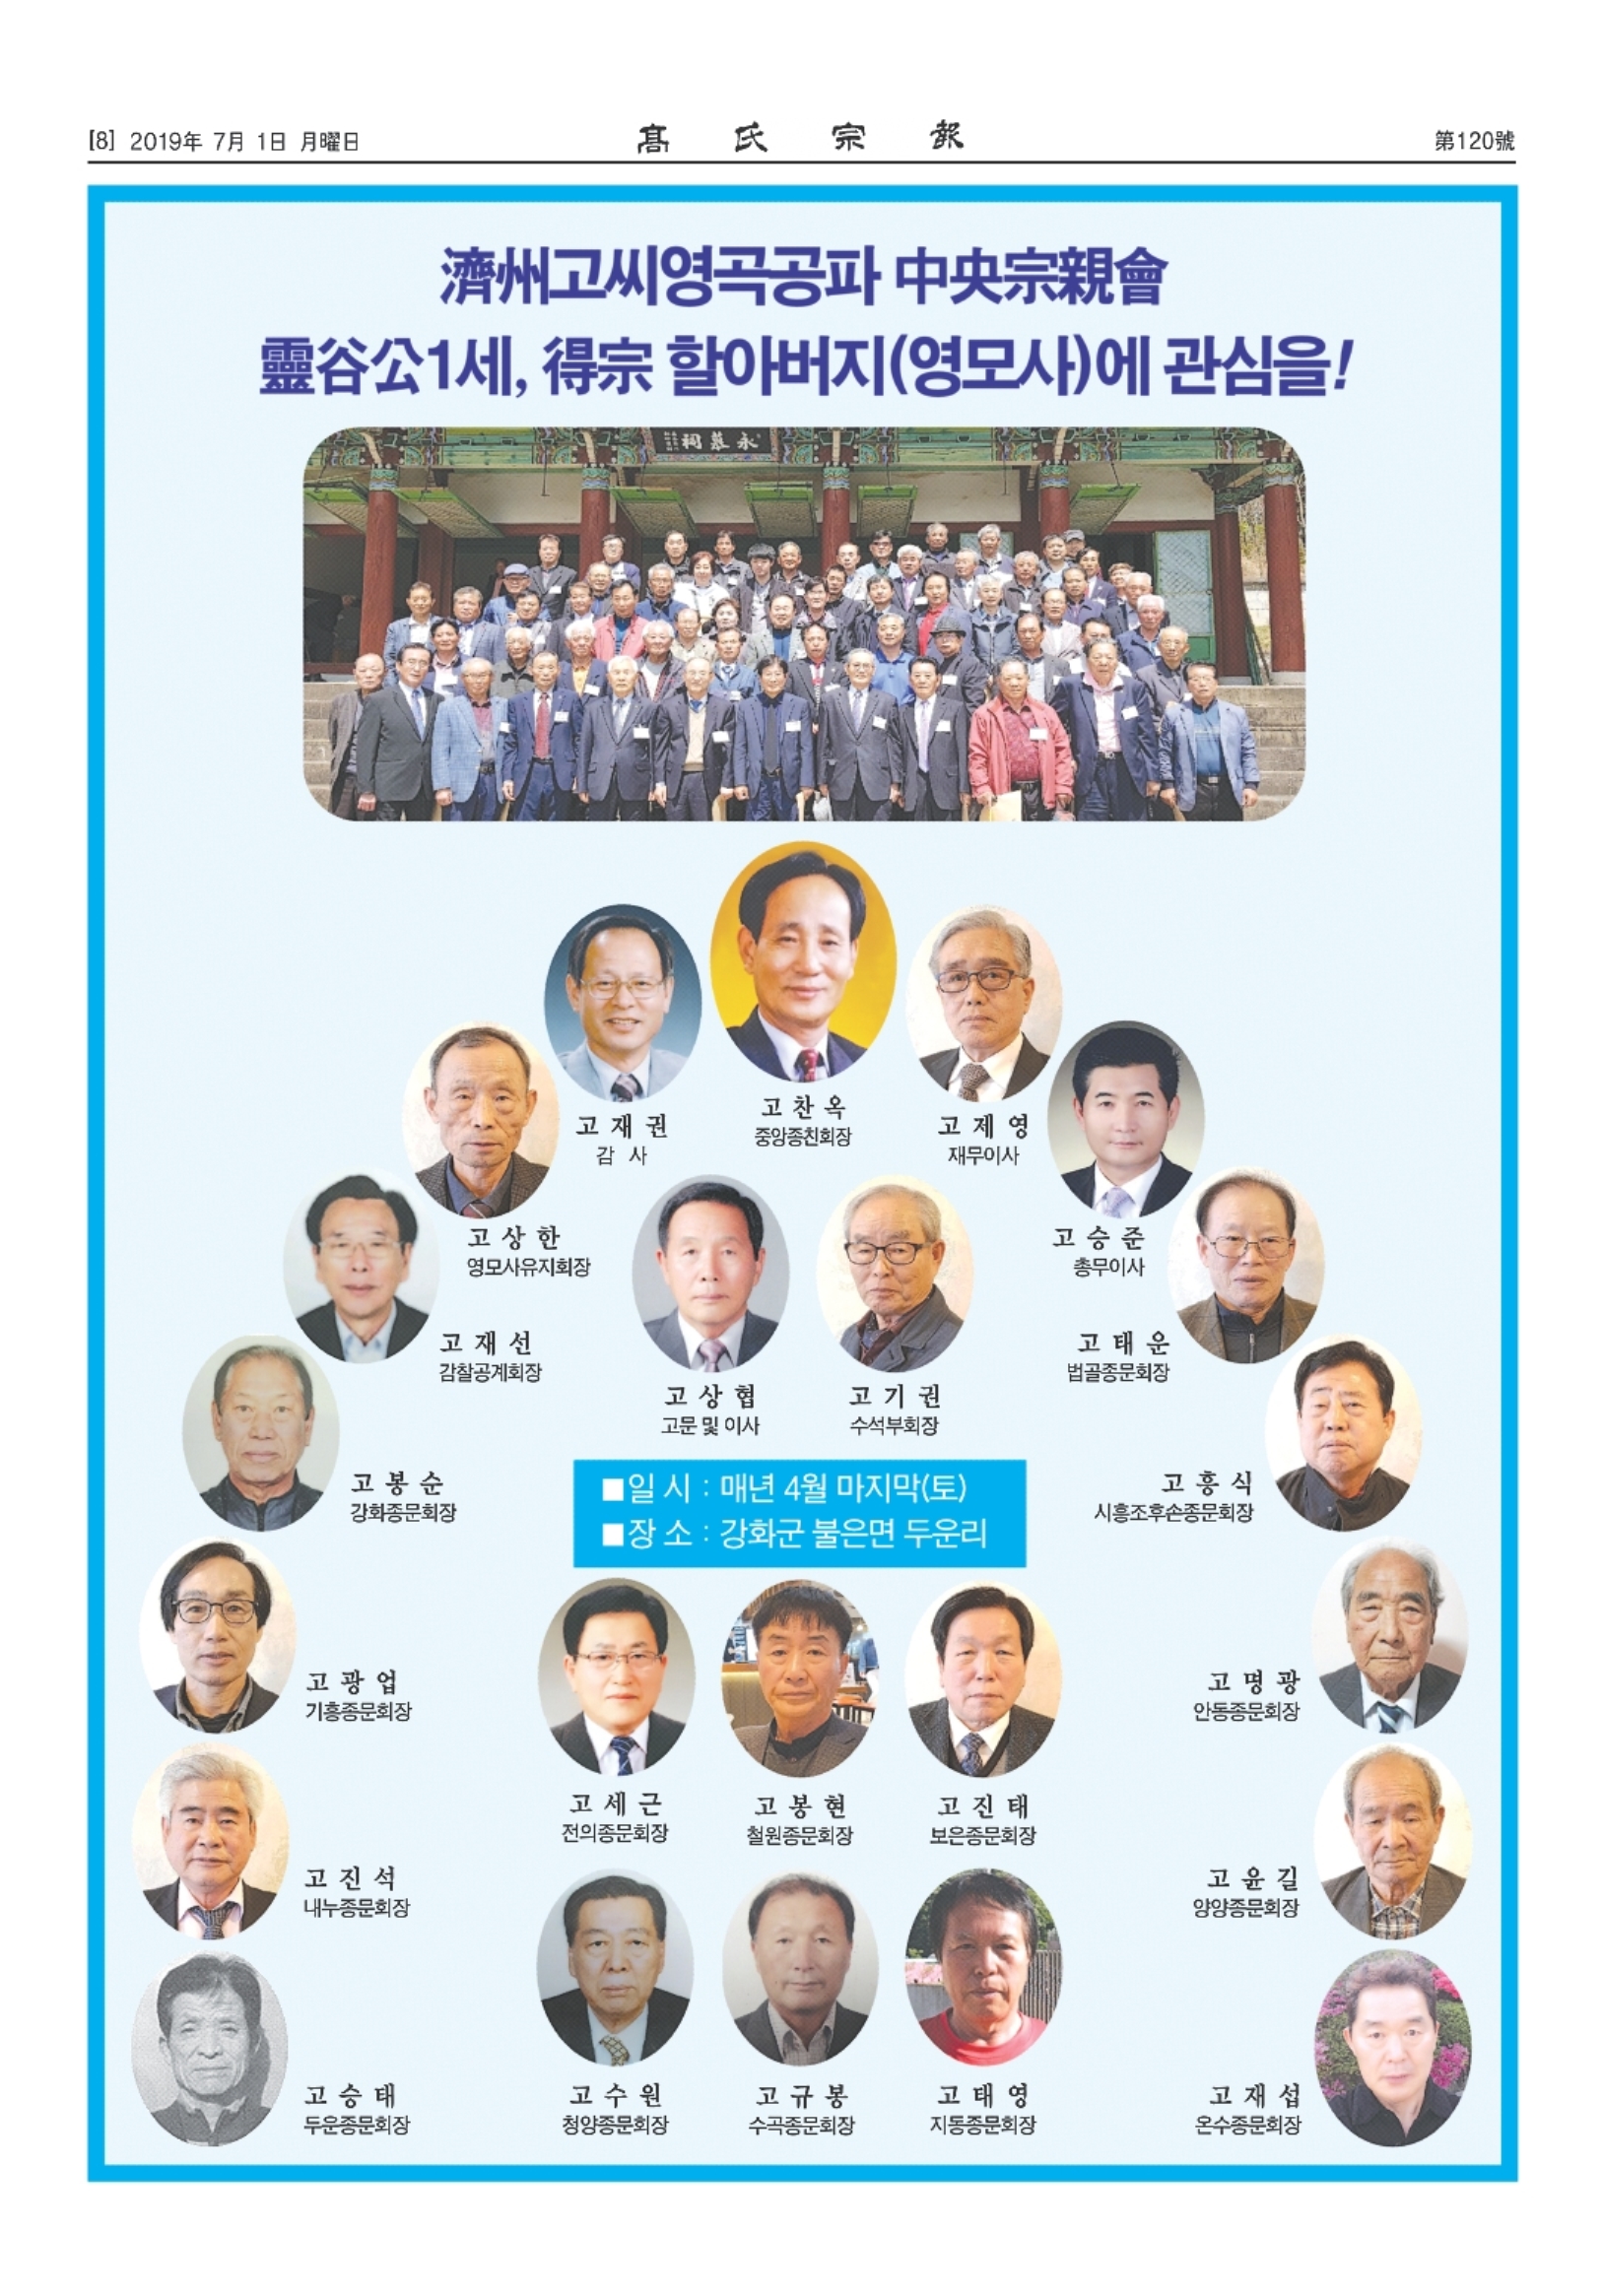 [8] 2019年 7月 1日 月曜日
髙氏宗報
第120號
濟州고씨영곡공파 中央宗親會
靈谷公1세, 得宗 할아버지(영모사)에 관심을!
永慕祠
고찬옥
중앙종친회장
고재권
감 사
고제영
재무이사
고상한
영모사유지회장
고승준
총무이사
고재선
감찰공계회장
고상협
고문 및 이사
고기권
수석부회장
고태운
법골종문회장
고봉순
강화종문회장
고흥식
시흥조후손종문회장
■일 시 : 매년 4월 마지막(토)
■장 소 : 강화군 불은면 두운리
고광업
기흥종문회장
고세근
전의종문회장
고봉현
철원종문회장
고진태
보은종문회장
고명광
안동종문회장
고진석
내누종문회장
고윤길
양양종문회장
고승태
두운종문회장
고수원
청양종문회장
고규봉
수곡종문회장
고태영
지동종문회장
고재섭
온수종문회장